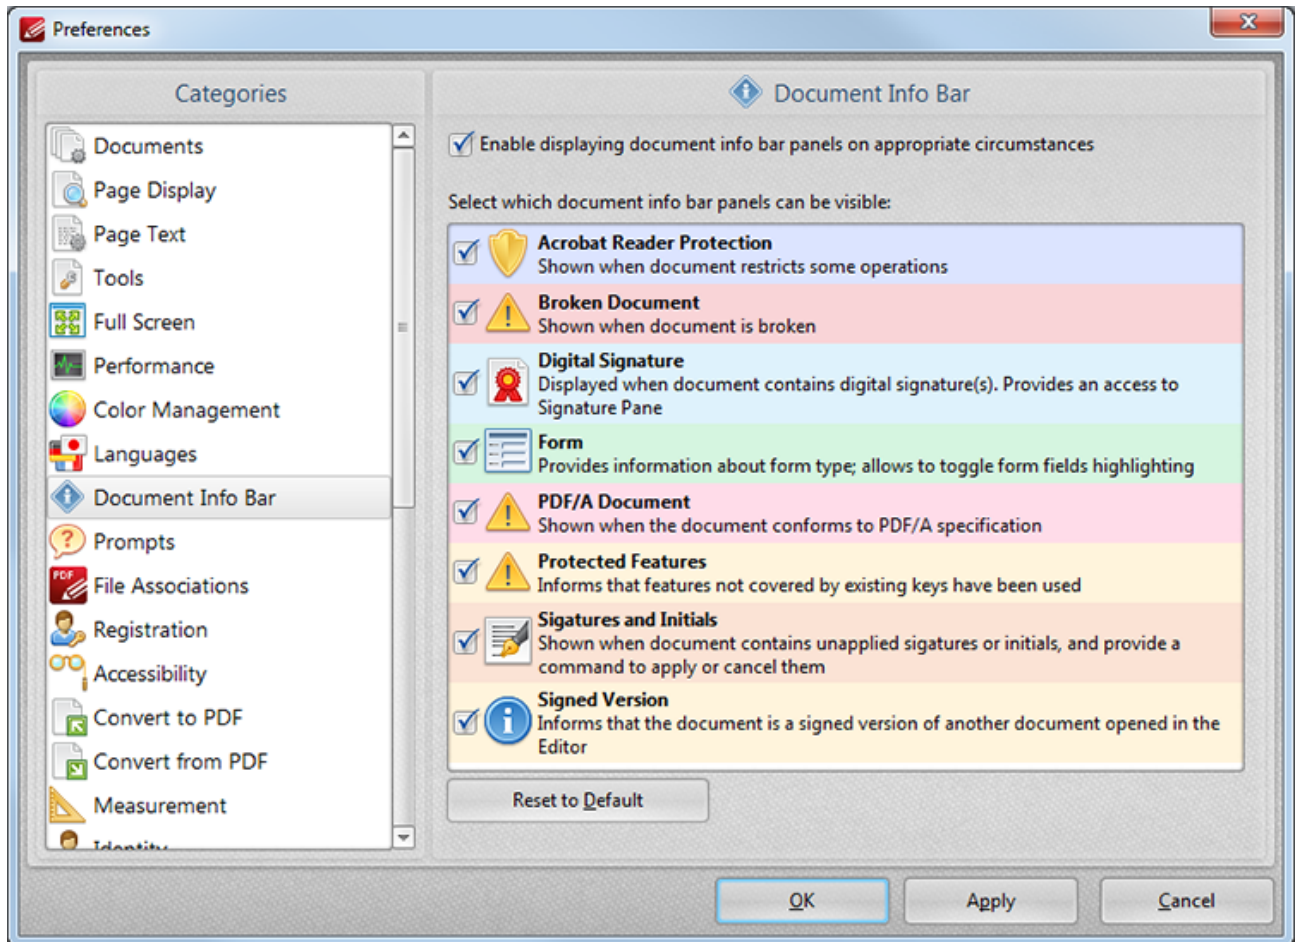 Preferences
Categories
Documents
Page Display
Page Text
Tools
Full Screen
Performance
Color Management
Languages
Document Info Bar
Prompts
PDF
File Associations
Registration
Accessibility
Convert to PDF
Convert from PDF
Measurement
Identity
Document Info Bar
Enable displaying document info bar panels on appropriate circumstances
Select which document info bar panels can be visible:
Acrobat Reader Protection
Shown when document restricts some operations
Broken Document
Shown when document is broken
Digital Signature
Displayed when document contains digital signature(s). Provides an access to
Signature Pane
Form
Provides information about form type; allows to toggle form fields highlighting
PDF/A Document
Shown when the document conforms to PDF/A specification
Protected Features
Informs that features not covered by existing keys have been used
Sigatures and Initials
Shown when document contains unapplied sigatures or initials, and provide a
command to apply or cancel them
Signed Version
Informs that the document is a signed version of another document opened in the
Editor
Reset to Default
OK
Apply
Cancel